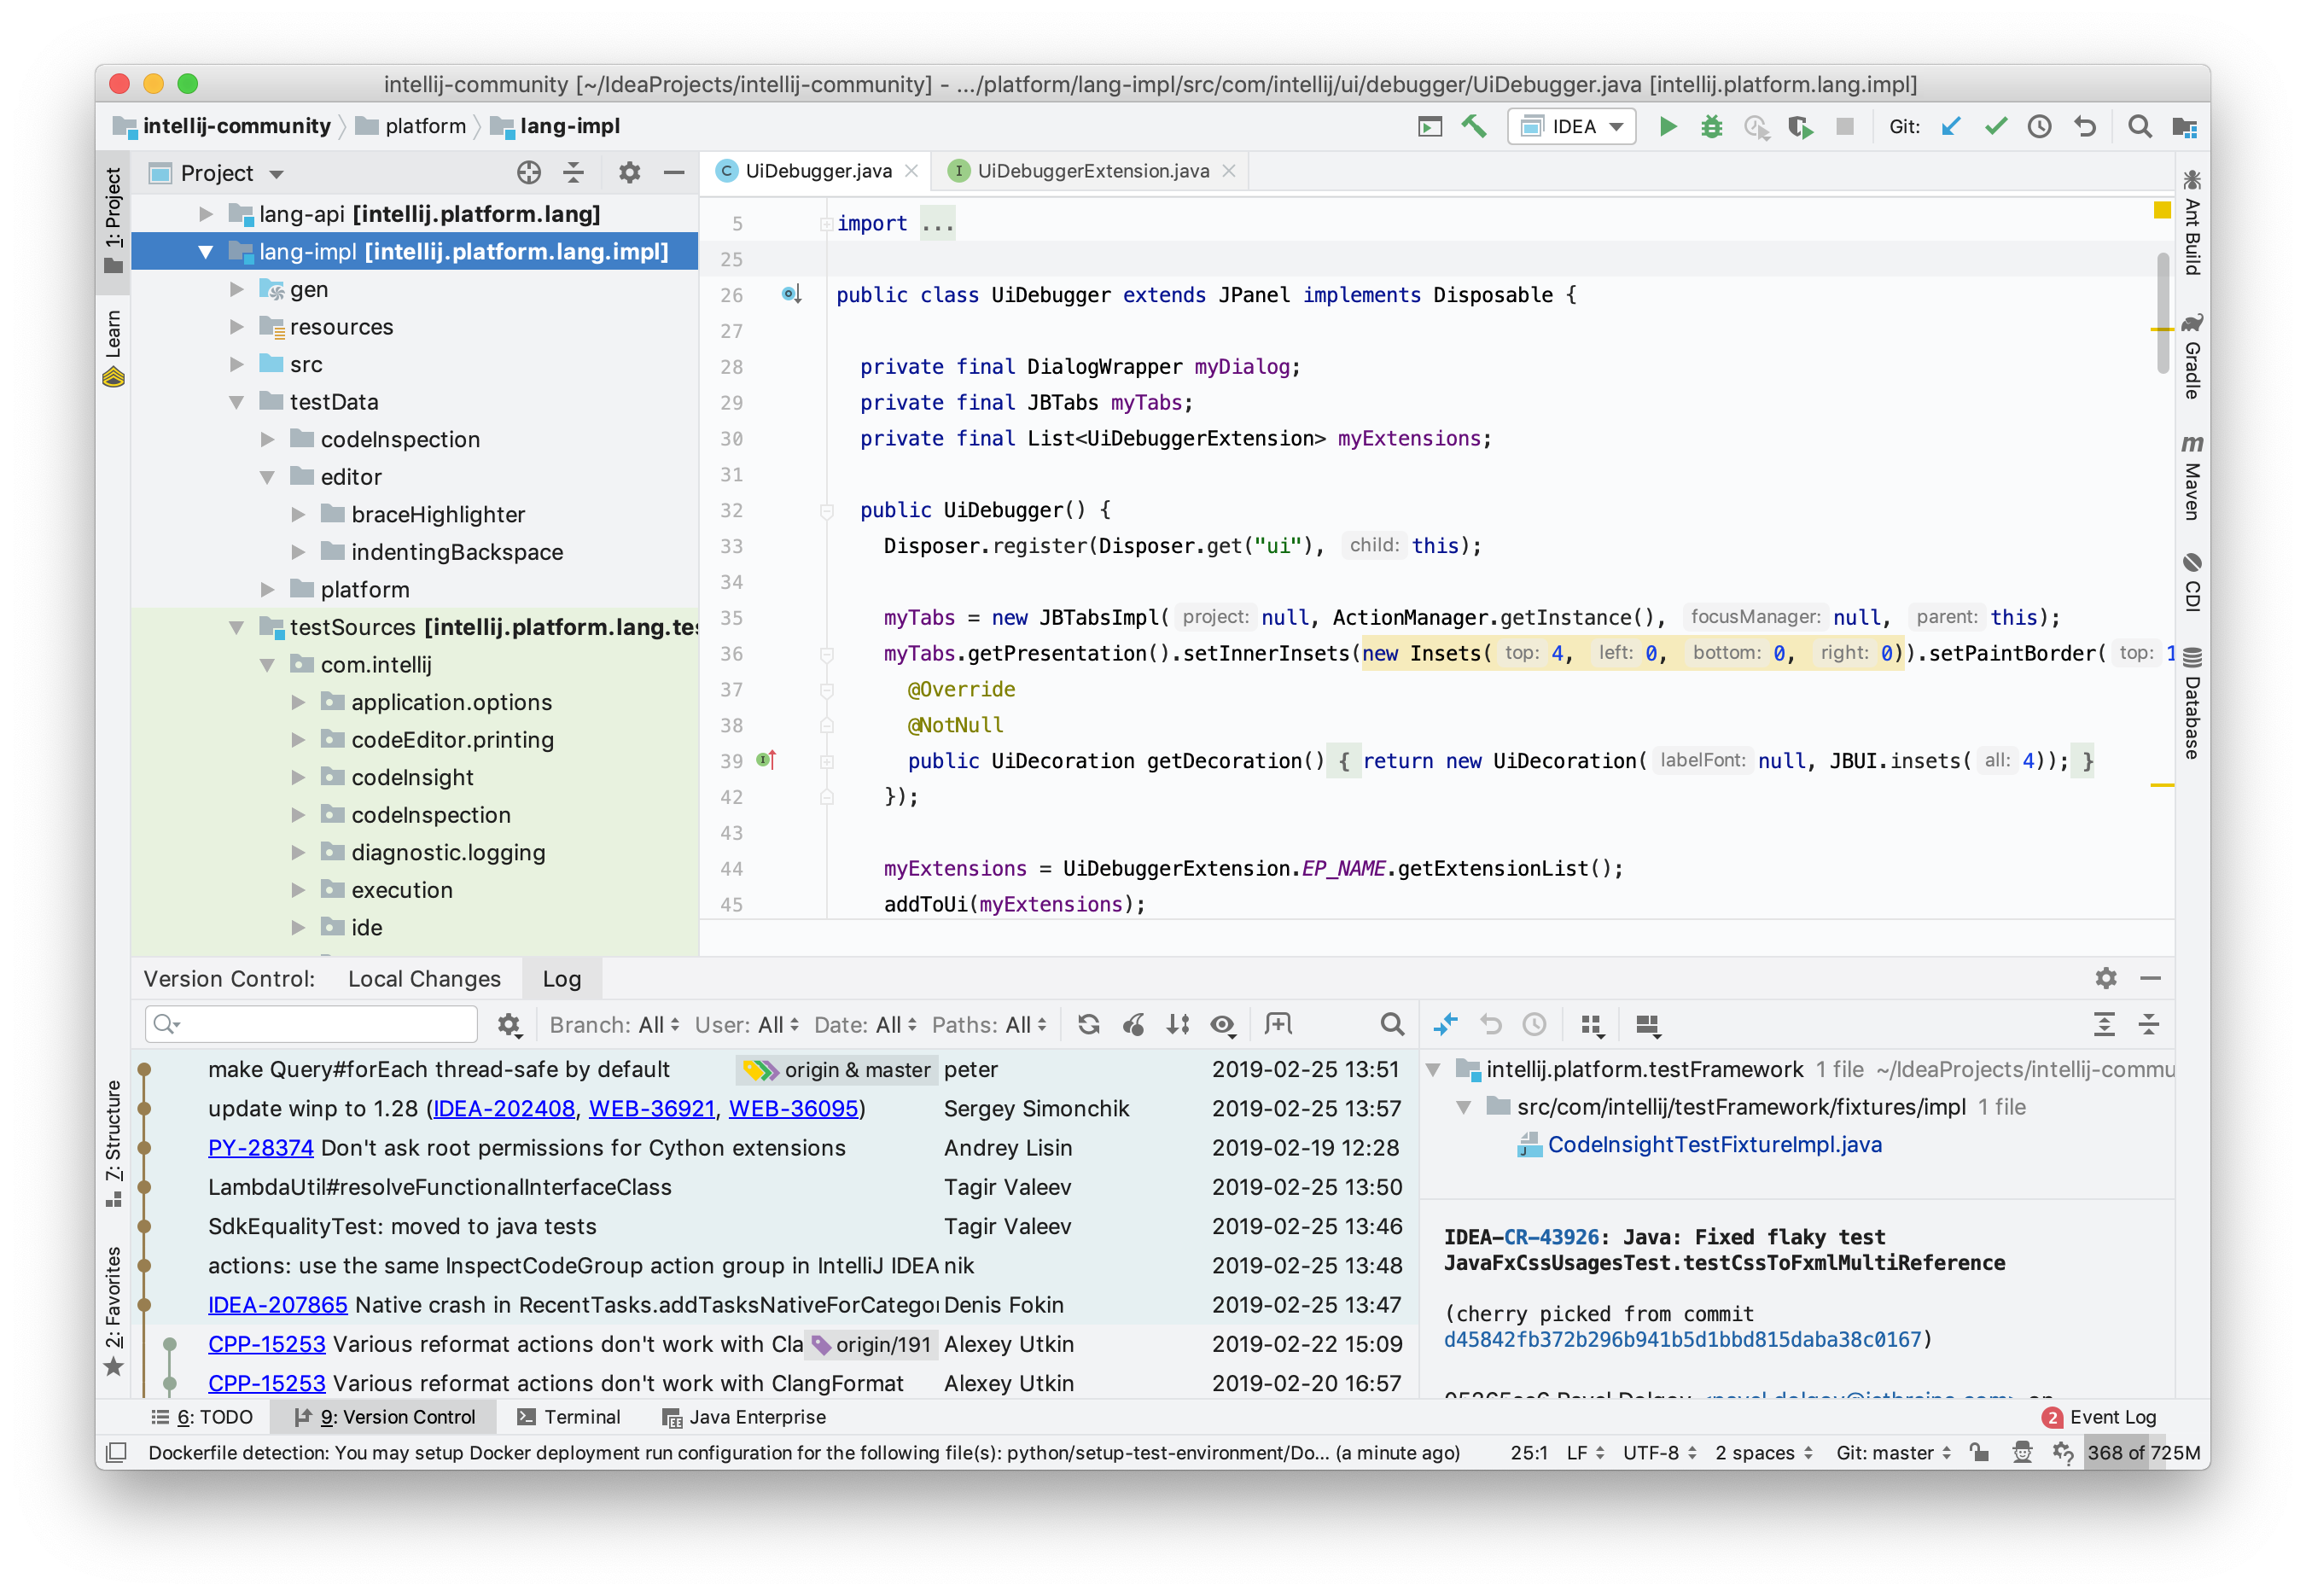 intellij-community [~/IdeaProjects/intellij-community] - .../platform/lang-impl/src/com/intellij/ui/debugger/UiDebugger.java [intellij.platform.lang.impl]
intellij-community platform lang-impl IDEA Git:
1: Project
Learn
7: Structure
2: Favorites
Project
lang-api [intellij.platform.lang]
lang-impl [intellij.platform.lang.impl]
gen
resources
src
testData
codeInspection
editor
braceHighlighter
indentingBackspace
platform
testSources [intellij.platform.lang.tes
com.intellij
application.options
codeEditor.printing
codeInsight
codeInspection
diagnostic.logging
execution
ide
UiDebugger.java UiDebuggerExtension.java
5 import ...
25
26 public class UiDebugger extends JPanel implements Disposable {
27
28 private final DialogWrapper myDialog;
29 private final JBTabs myTabs;
30 private final List<UiDebuggerExtension> myExtensions;
31
32 public UiDebugger() {
33 Disposer.register(Disposer.get("ui"), child: this);
34
35 myTabs = new JBTabsImpl( project: null, ActionManager.getInstance(), focusManager: null, parent: this);
36 myTabs.getPresentation().setInnerInsets(new Insets( top: 4, left: 0, bottom: 0, right: 0)).setPaintBorder( top: 1
37 @Override
38 @NotNull
39 public UiDecoration getDecoration() { return new UiDecoration( labelFont: null, JBUI.insets( all: 4)); }
42 });
43
44 myExtensions = UiDebuggerExtension.EP_NAME.getExtensionList();
45 addToUi(myExtensions);
Ant Build
Gradle
m Maven
CDI
Database
Version Control: Local Changes Log
Branch: All User: All Date: All Paths: All
make Query#forEach thread-safe by default origin & master peter 2019-02-25 13:51
update winp to 1.28 (IDEA-202408, WEB-36921, WEB-36095) Sergey Simonchik 2019-02-25 13:57
PY-28374 Don't ask root permissions for Cython extensions Andrey Lisin 2019-02-19 12:28
LambdaUtil#resolveFunctionalInterfaceClass Tagir Valeev 2019-02-25 13:50
SdkEqualityTest: moved to java tests Tagir Valeev 2019-02-25 13:46
actions: use the same InspectCodeGroup action group in IntelliJ IDEA nik 2019-02-25 13:48
IDEA-207865 Native crash in RecentTasks.addTasksNativeForCategor Denis Fokin 2019-02-25 13:47
CPP-15253 Various reformat actions don't work with Cla origin/191 Alexey Utkin 2019-02-22 15:09
CPP-15253 Various reformat actions don't work with ClangFormat Alexey Utkin 2019-02-20 16:57
intellij.platform.testFramework 1 file ~/IdeaProjects/intellij-commu
src/com/intellij/testFramework/fixtures/impl 1 file
CodeInsightTestFixtureImpl.java
IDEA-CR-43926: Java: Fixed flaky test
JavaFxCssUsagesTest.testCssToFxmlMultiReference
(cherry picked from commit
d45842fb372b296b941b5d1bbd815daba38c0167)
6: TODO 9: Version Control Terminal Java Enterprise 2 Event Log
Dockerfile detection: You may setup Docker deployment run configuration for the following file(s): python/setup-test-environment/Do... (a minute ago) 25:1 LF UTF-8 2 spaces Git: master 368 of 725M